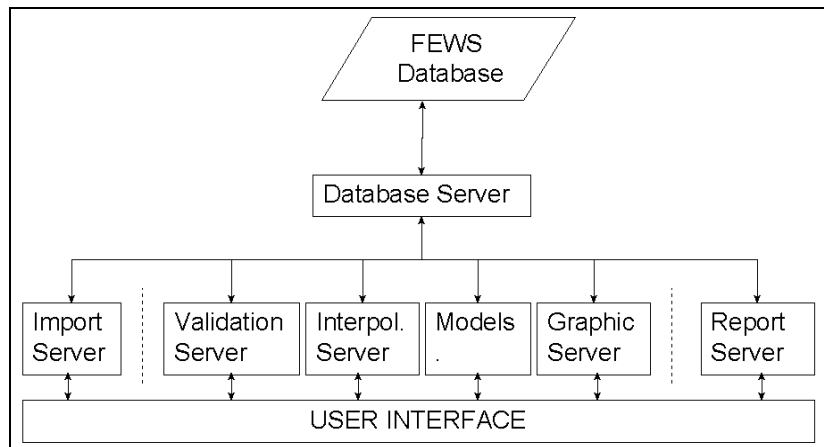 FEWS
Database
Database Server
Import
Server
Validation
Server
Interpol.
Server
Models
.
Graphic
Server
Report
Server
USER INTERFACE